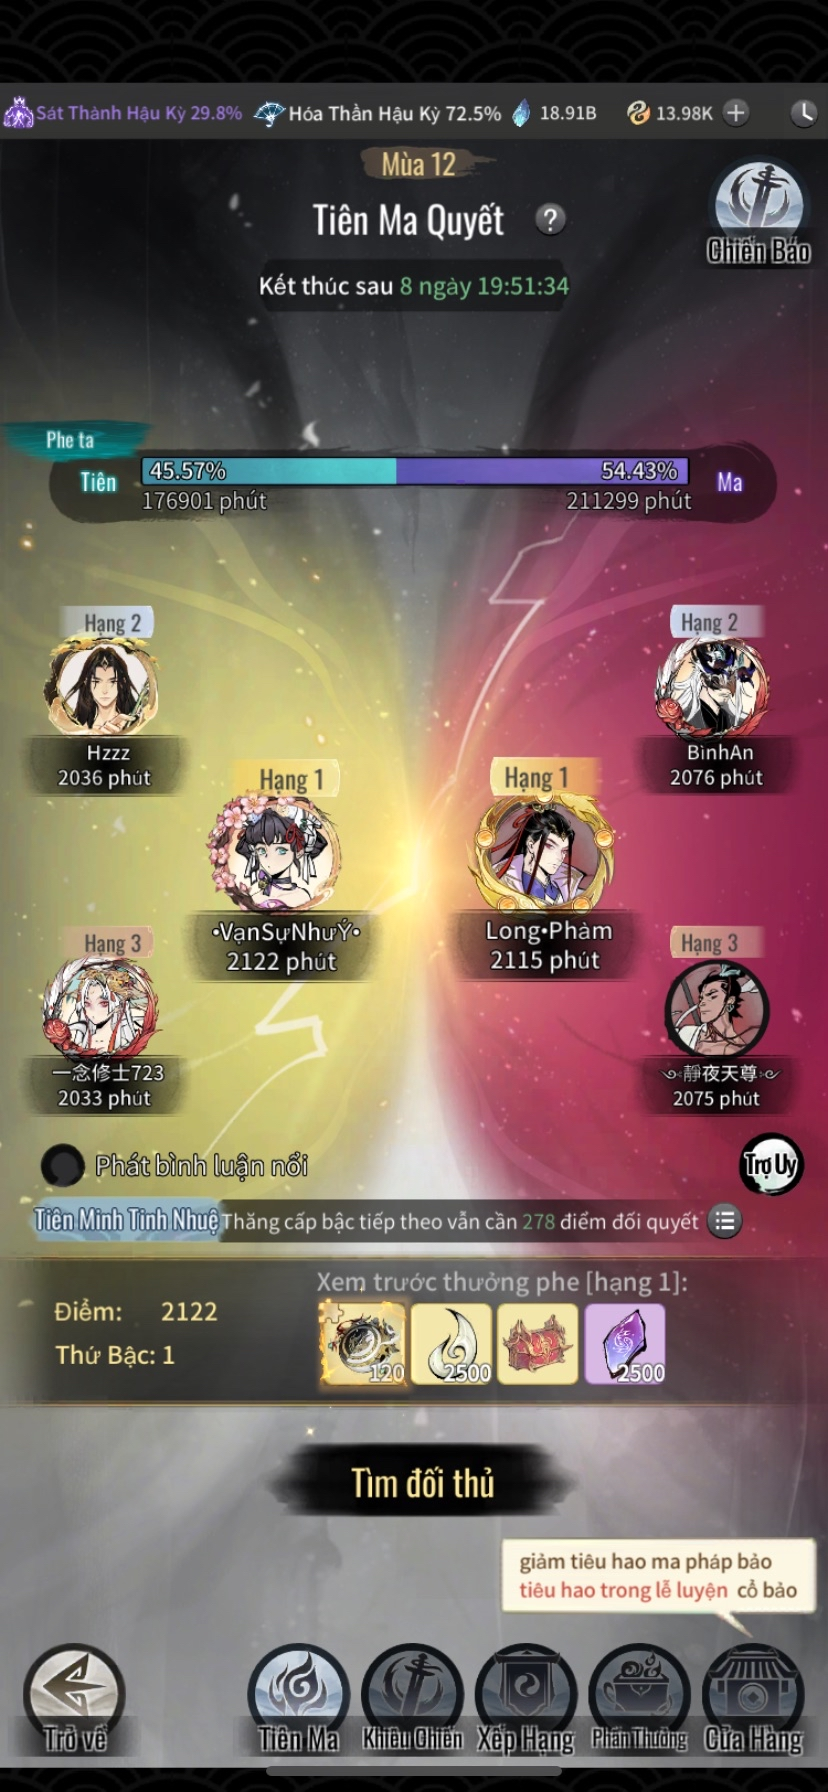 Sát Thành Hậu Kỳ 29.8% Hóa Thần Hậu Kỳ 72.5% 18.91B 13.98K
Mùa 12
Tiên Ma Quyết ?
Chiến Báo
Kết thúc sau 8 ngày 19:51:34
Phe ta
Tiên 45.57% 54.43% Ma
176901 phút 211299 phút
Hạng 2
Hzzz
2036 phút
Hạng 2
BìnhAn
2076 phút
Hạng 1
•VạnSựNhưÝ•
2122 phút
Hạng 1
Long•Phàm
2115 phút
Hạng 3
一念修士723
2033 phút
Hạng 3
靜夜天尊
2075 phút
Phát bình luận nổi
Trợ Uy
Tiên Minh Tinh Nhuệ Thăng cấp bậc tiếp theo vẫn cần 278 điểm đối quyết
Xem trước thưởng phe [hạng 1]:
Điểm: 2122
Thứ Bậc: 1
120 2500 2500
Tìm đối thủ
giảm tiêu hao ma pháp bảo
tiêu hao trong lễ luyện cổ bảo
Trở về Tiên Ma Khiêu Chiến Xếp Hạng Phần Thưởng Cửa Hàng